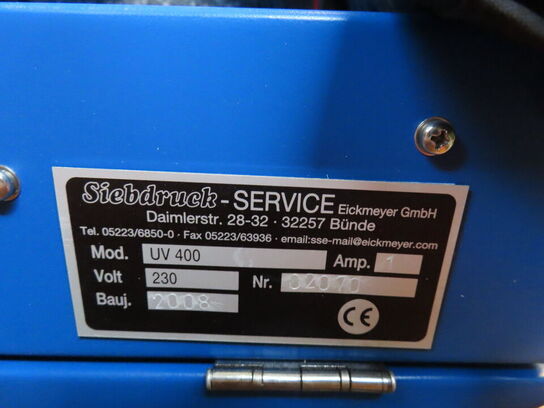 Siebdruck-SERVICE Eickmeyer GmbH
Daimlerstr. 28-32 · 32257 Bünde
Tel. 05223/6850-0 · Fax 05223/63936 · email:sse-mail@eickmeyer.com
Mod. UV 400 Amp. 1
Volt 230 Nr. 02070
Bauj. 2008
CE